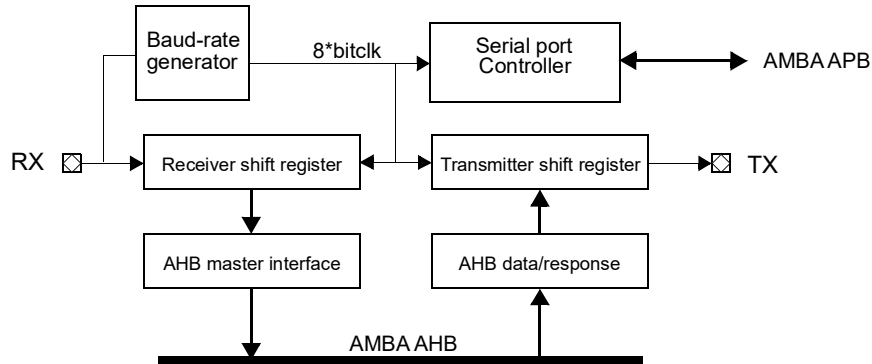 Baud-rate
generator
8*bitclk
Serial port
Controller
AMBA APB
RX
Receiver shift register
Transmitter shift register
TX
AHB master interface
AHB data/response
AMBA AHB